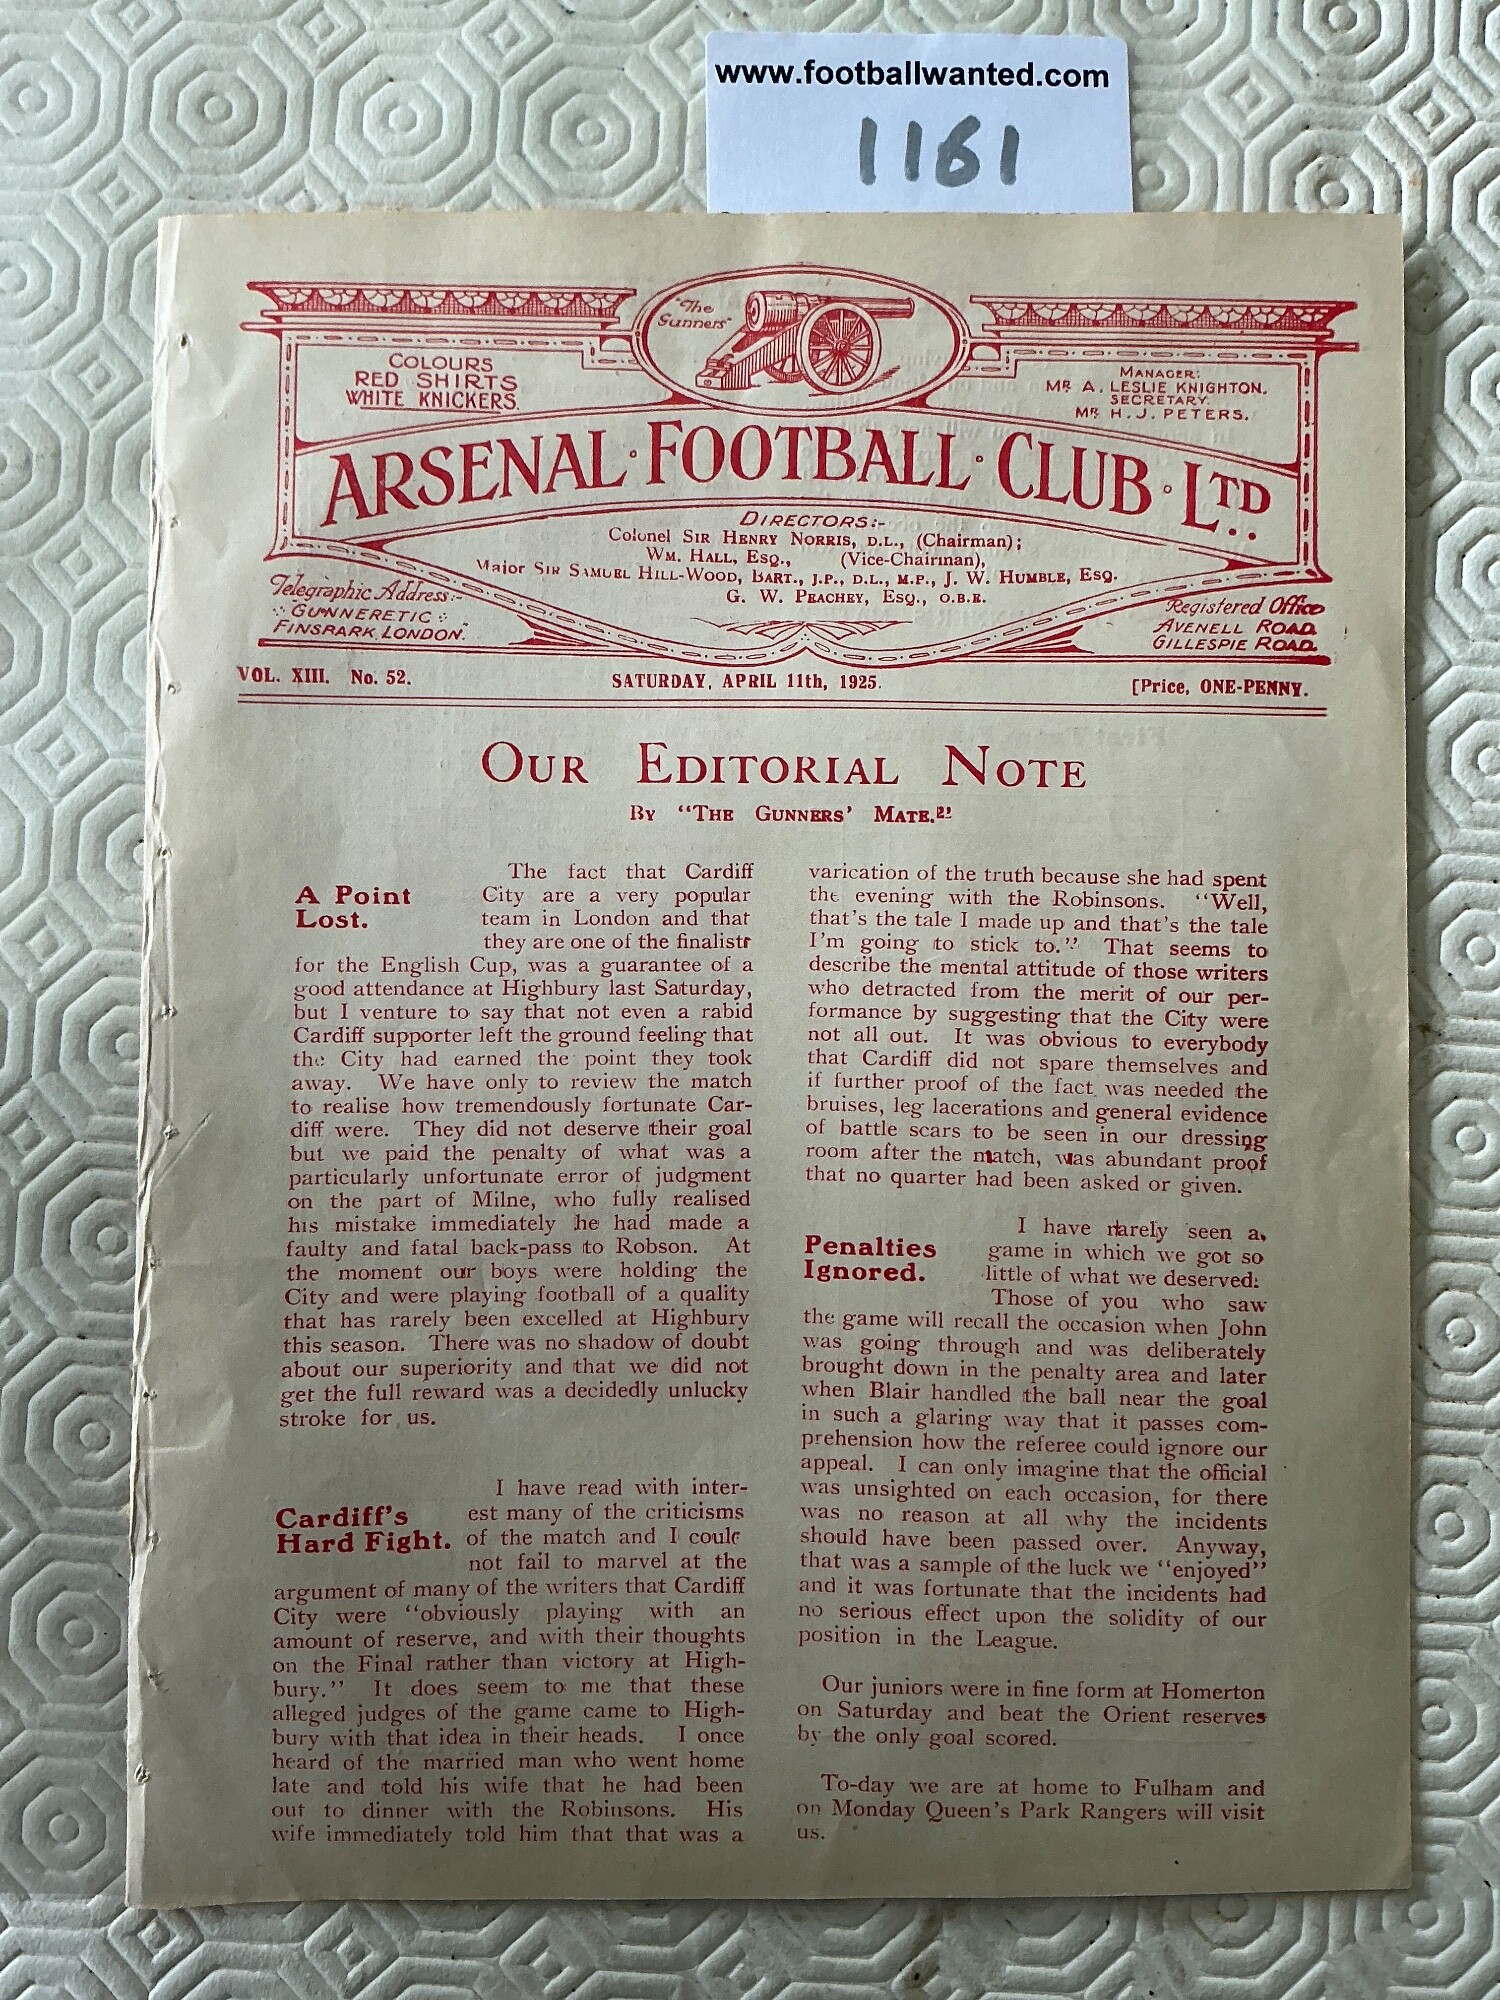 www.footballwanted.com
1161
"The
Gunners"
COLOURS
RED SHIRTS
WHITE KNICKERS.
MANAGER:
MR A. LESLIE KNIGHTON.
SECRETARY:
MR H. J. PETERS.
ARSENAL · FOOTBALL · CLUB · LTD
DIRECTORS:-
Colonel SIR HENRY NORRIS, D.L., (Chairman);
WM. HALL, ESQ., (Vice-Chairman),
Major SIR SAMUEL HILL-WOOD, BART., J.P., D.L., M.P., J. W. HUMBLE, ESQ.
G. W. PEACHEY, ESQ., O.B.E.
Telegraphic Address:-
GUNNERETIC
FINSPARK, LONDON.
Registered Office
AVENELL ROAD
GILLESPIE ROAD.
VOL. XIII. No. 52.
SATURDAY, APRIL 11th, 1925.
[Price, ONE-PENNY.
OUR EDITORIAL NOTE
BY "THE GUNNERS' MATE."
A Point
Lost.
The fact that Cardiff
City are a very popular
team in London and that
they are one of the finalists
for the English Cup, was a guarantee of a
good attendance at Highbury last Saturday,
but I venture to say that not even a rabid
Cardiff supporter left the ground feeling that
the City had earned the point they took
away. We have only to review the match
to realise how tremendously fortunate Car-
diff were. They did not deserve their goal
but we paid the penalty of what was a
particularly unfortunate error of judgment
on the part of Milne, who fully realised
his mistake immediately he had made a
faulty and fatal back-pass to Robson. At
the moment our boys were holding the
City and were playing football of a quality
that has rarely been excelled at Highbury
this season. There was no shadow of doubt
about our superiority and that we did not
get the full reward was a decidedly unlucky
stroke for us.
Cardiff's
Hard Fight.
I have read with inter-
est many of the criticisms
of the match and I could
not fail to marvel at the
argument of many of the writers that Cardiff
City were "obviously playing with an
amount of reserve, and with their thoughts
on the Final rather than victory at High-
bury." It does seem to me that these
alleged judges of the game came to High-
bury with that idea in their heads. I once
heard of the married man who went home
late and told his wife that he had been
out to dinner with the Robinsons. His
wife immediately told him that that was a
varication of the truth because she had spent
the evening with the Robinsons. "Well,
that's the tale I made up and that's the tale
I'm going to stick to." That seems to
describe the mental attitude of those writers
who detracted from the merit of our per-
formance by suggesting that the City were
not all out. It was obvious to everybody
that Cardiff did not spare themselves and
if further proof of the fact was needed the
bruises, leg lacerations and general evidence
of battle scars to be seen in our dressing
room after the match, was abundant proof
that no quarter had been asked or given.
Penalties
Ignored.
I have rarely seen a
game in which we got so
little of what we deserved.
Those of you who saw
the game will recall the occasion when John
was going through and was deliberately
brought down in the penalty area and later
when Blair handled the ball near the goal
in such a glaring way that it passes com-
prehension how the referee could ignore our
appeal. I can only imagine that the official
was unsighted on each occasion, for there
was no reason at all why the incidents
should have been passed over. Anyway,
that was a sample of the luck we "enjoyed"
and it was fortunate that the incidents had
no serious effect upon the solidity of our
position in the League.
Our juniors were in fine form at Homerton
on Saturday and beat the Orient reserves
by the only goal scored.
To-day we are at home to Fulham and
on Monday Queen's Park Rangers will visit
us.